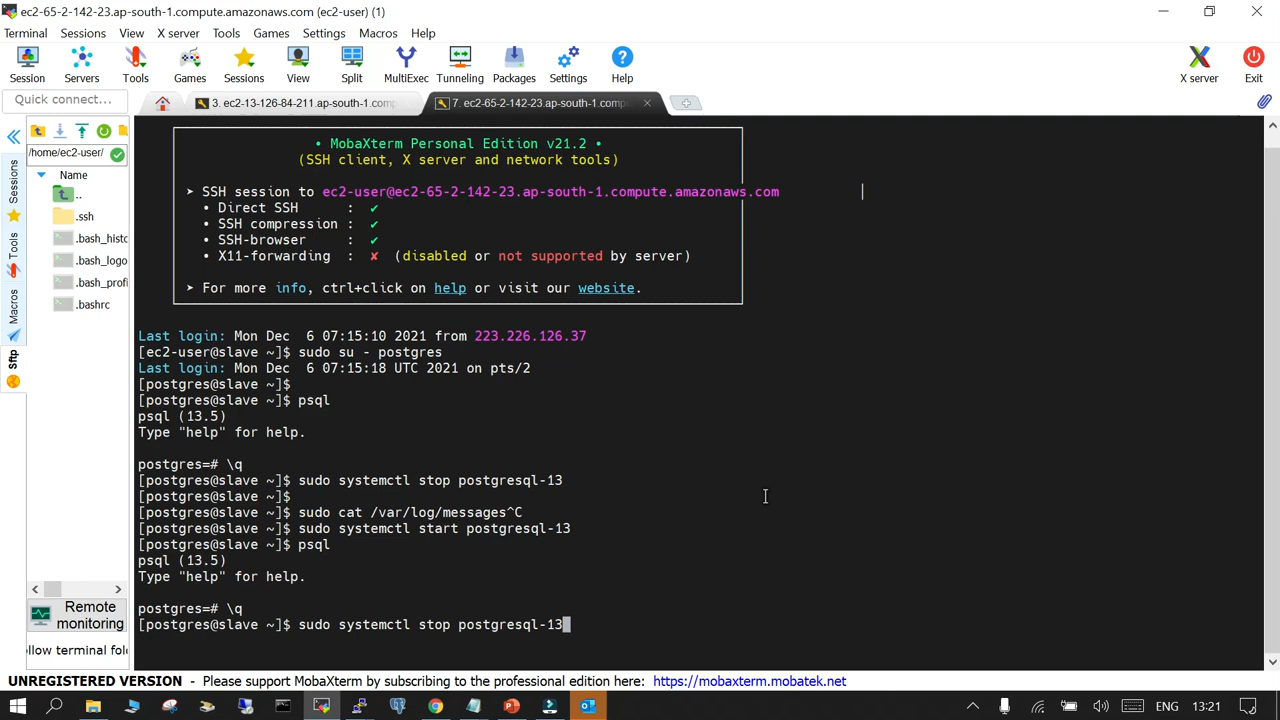 ec2-65-2-142-23.ap-south-1.compute.amazonaws.com (ec2-user) (1)
Terminal Sessions View X server Tools Games Settings Macros Help
Session Servers Tools Games Sessions View Split MultiExec Tunneling Packages Settings Help X server Exit
Quick connect...
3. ec2-13-126-84-211.ap-south-1.comp
7. ec2-65-2-142-23.ap-south-1.compu
/home/ec2-user/
Name
..
.ssh
.bash_histo
.bash_logo
.bash_profi
.bashrc
Sessions
Tools
Macros
Sftp
Remote
monitoring
ollow terminal fold
• MobaXterm Personal Edition v21.2 •
(SSH client, X server and network tools)
➤ SSH session to ec2-user@ec2-65-2-142-23.ap-south-1.compute.amazonaws.com
• Direct SSH : ✔
• SSH compression : ✔
• SSH-browser : ✔
• X11-forwarding : ✘ (disabled or not supported by server)
➤ For more info, ctrl+click on help or visit our website.
Last login: Mon Dec 6 07:15:10 2021 from 223.226.126.37
[ec2-user@slave ~]$ sudo su - postgres
Last login: Mon Dec 6 07:15:18 UTC 2021 on pts/2
[postgres@slave ~]$
[postgres@slave ~]$ psql
psql (13.5)
Type "help" for help.
postgres=# \q
[postgres@slave ~]$ sudo systemctl stop postgresql-13
[postgres@slave ~]$
[postgres@slave ~]$ sudo cat /var/log/messages^C
[postgres@slave ~]$ sudo systemctl start postgresql-13
[postgres@slave ~]$ psql
psql (13.5)
Type "help" for help.
postgres=# \q
[postgres@slave ~]$ sudo systemctl stop postgresql-13
UNREGISTERED VERSION - Please support MobaXterm by subscribing to the professional edition here: https://mobaxterm.mobatek.net
ENG 13:21